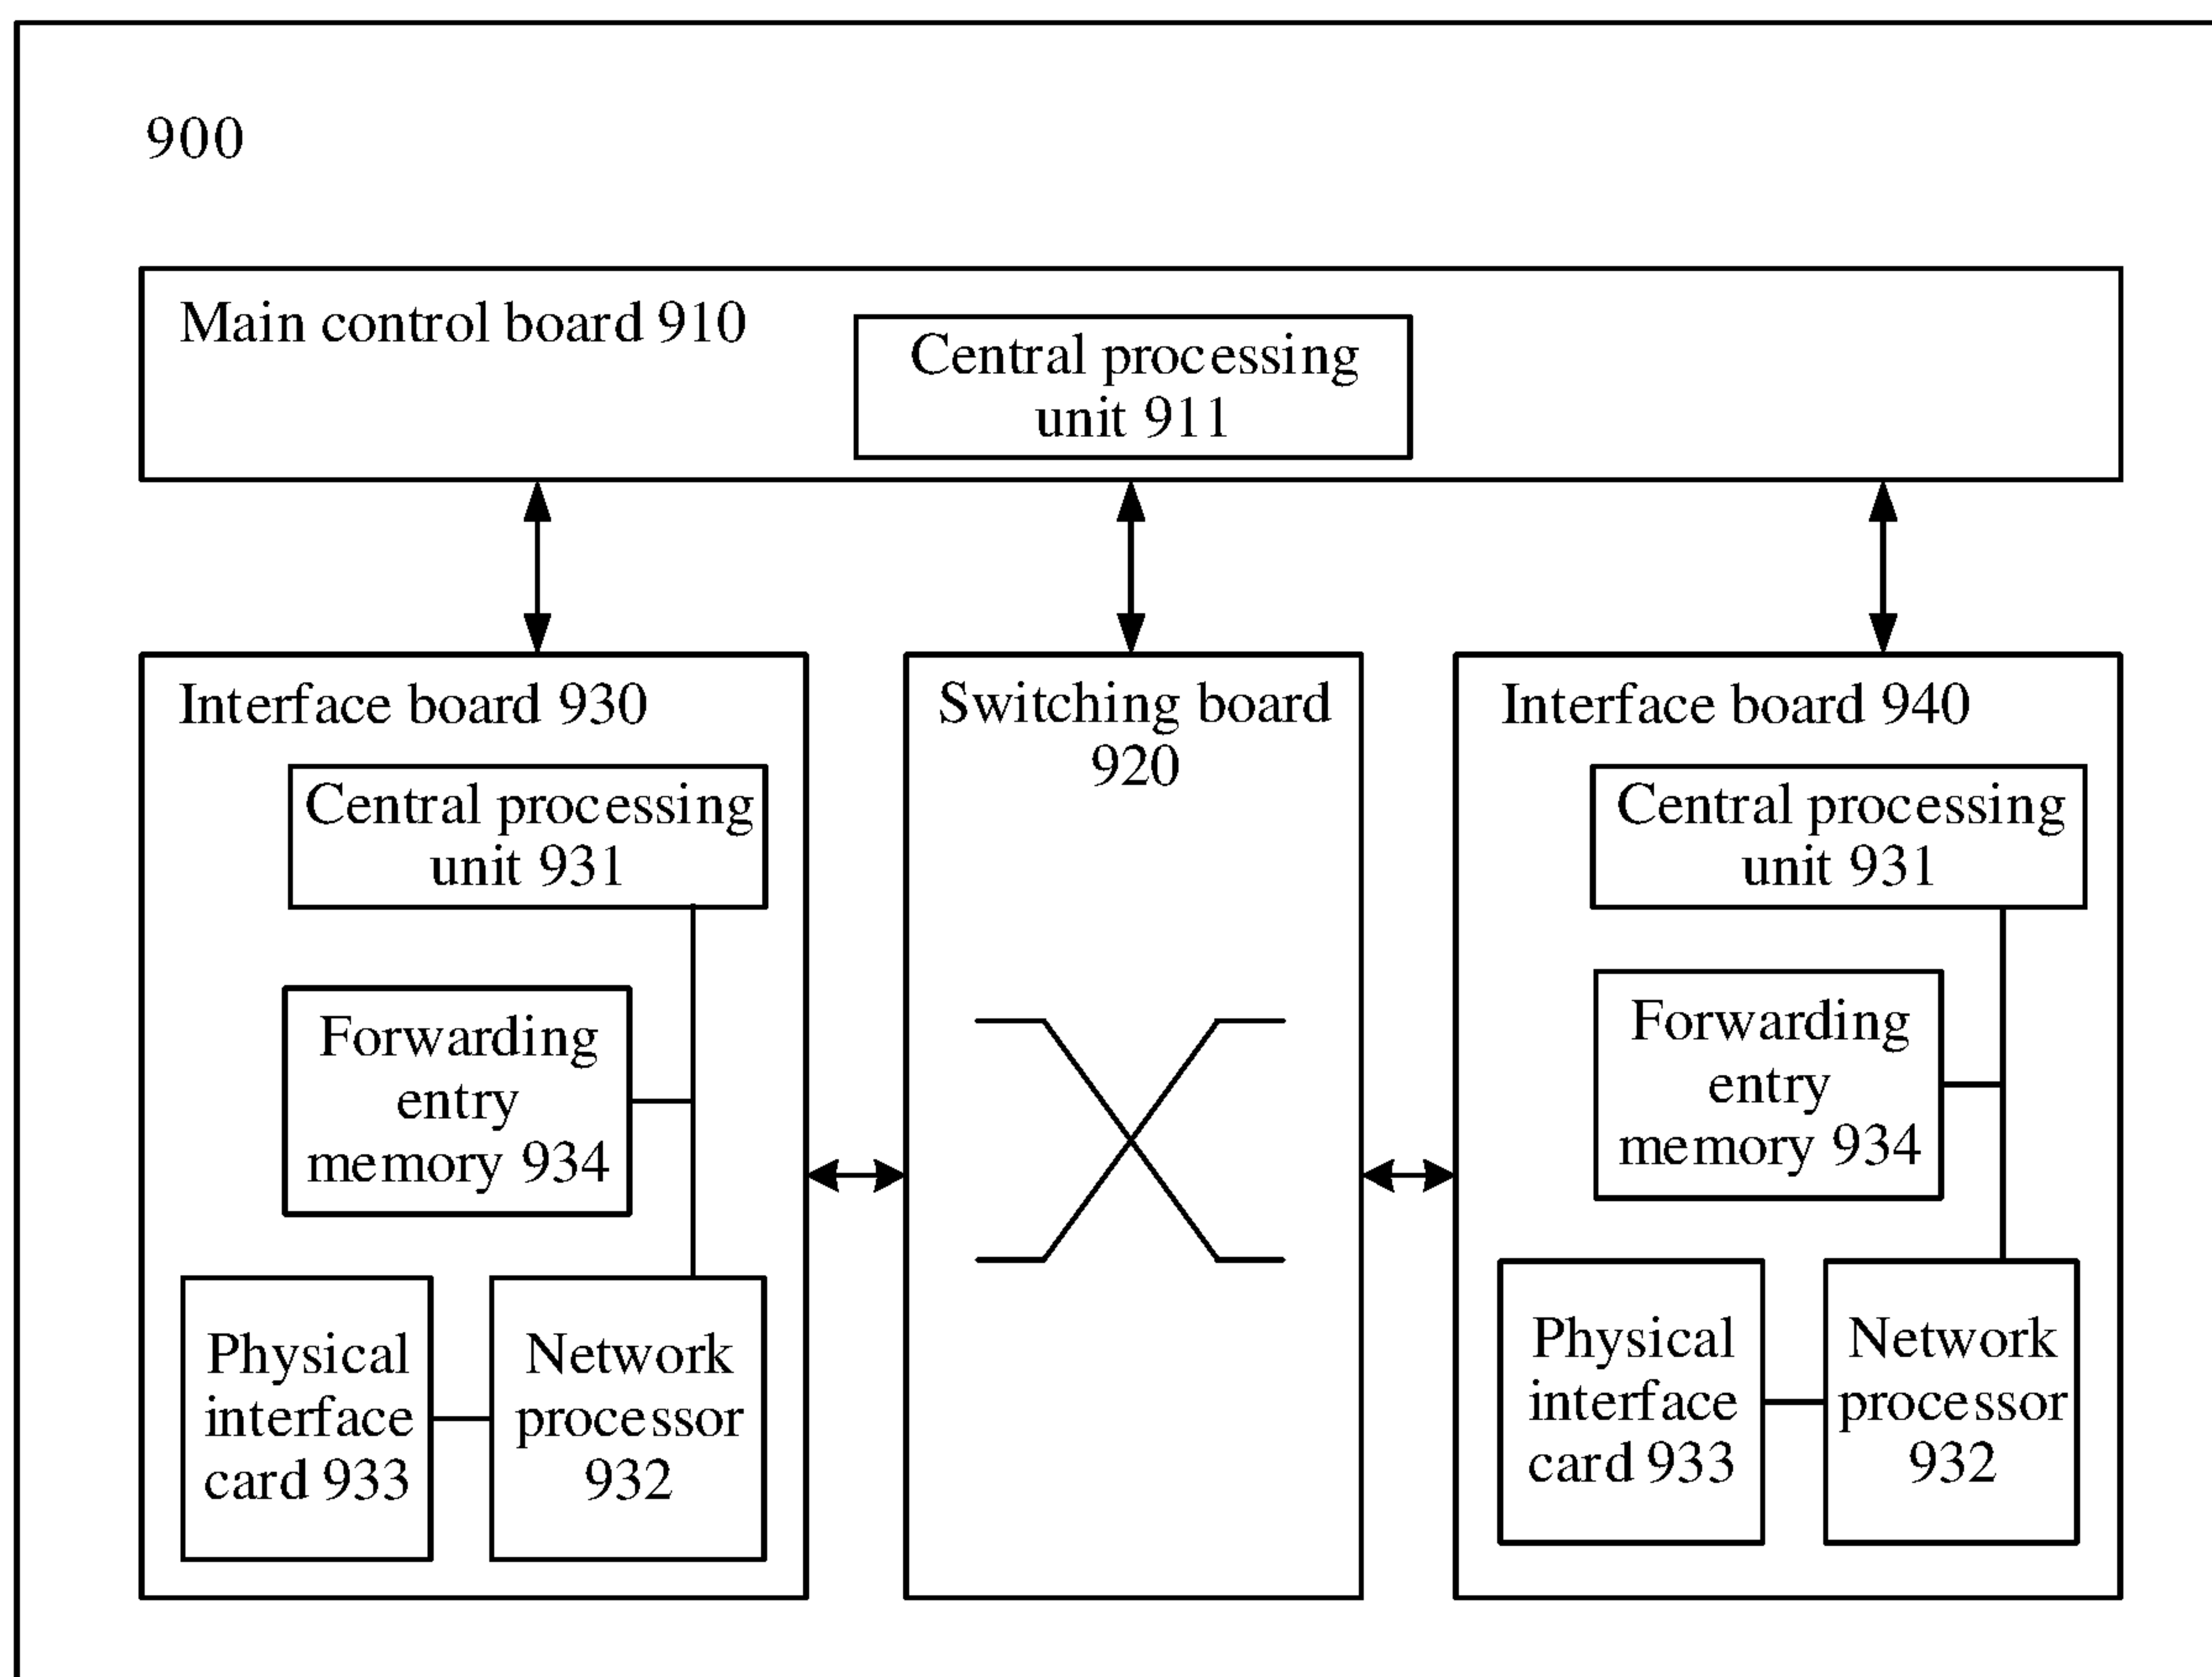 900
Main control board 910
Central processing
unit 911
Interface board 930
Central processing
unit 931
Forwarding
entry
memory 934
Physical
interface
card 933
Network
processor
932
Switching board
920
Interface board 940
Central processing
unit 931
Forwarding
entry
memory 934
Physical
interface
card 933
Network
processor
932